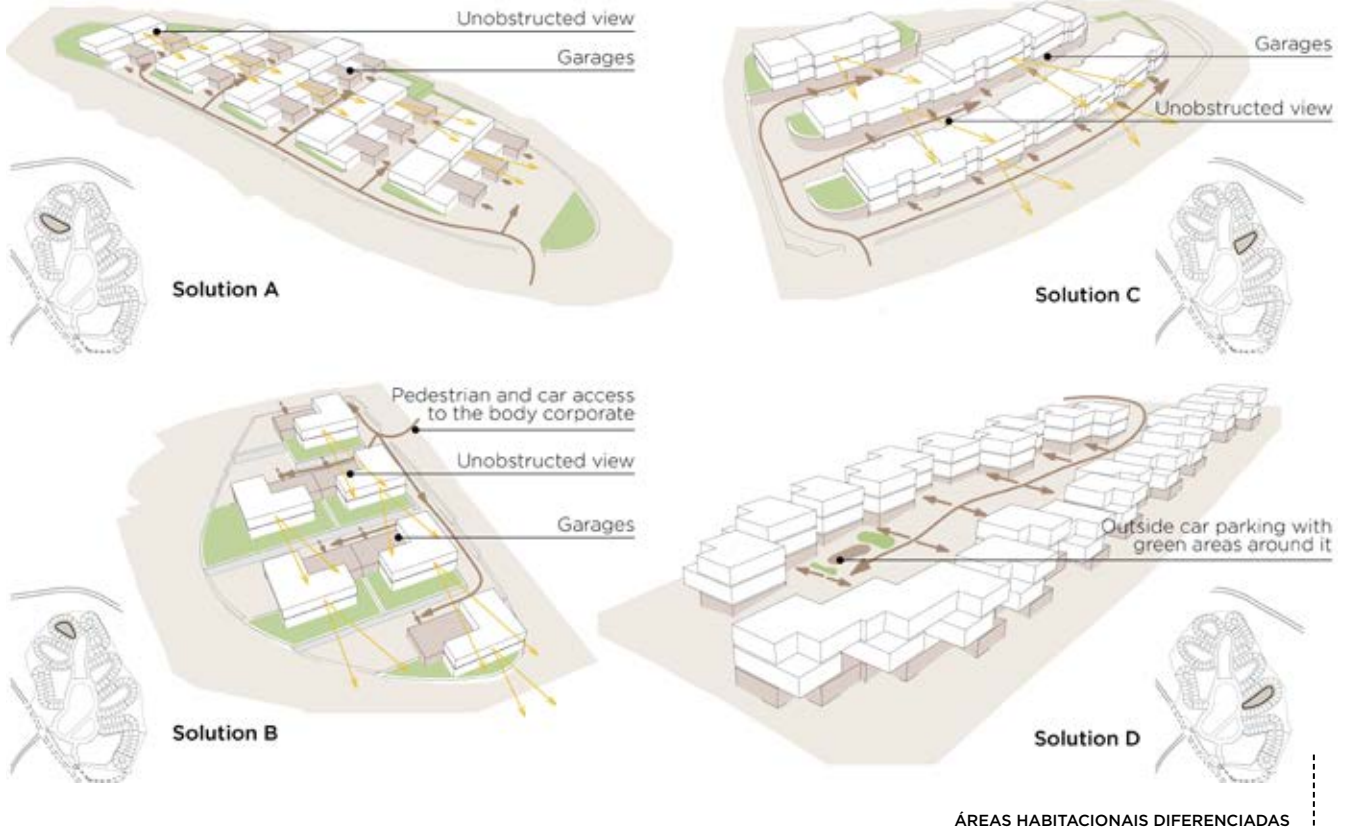 Unobstructed view
Garages
Solution A
Garages
Unobstructed view
Solution C
Pedestrian and car access
to the body corporate
Unobstructed view
Garages
Solution B
Outside car parking with
green areas around it
Solution D
ÁREAS HABITACIONAIS DIFERENCIADAS